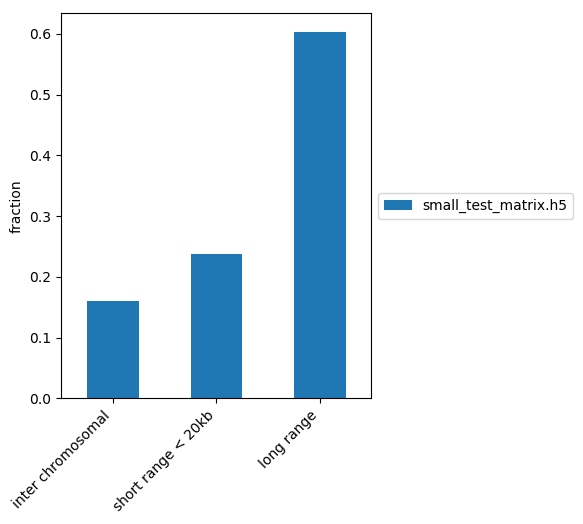 0.6
0.5
0.4
0.3
0.2
0.1
0.0
fraction
inter chromosomal
short range < 20kb
long range
small_test_matrix.h5